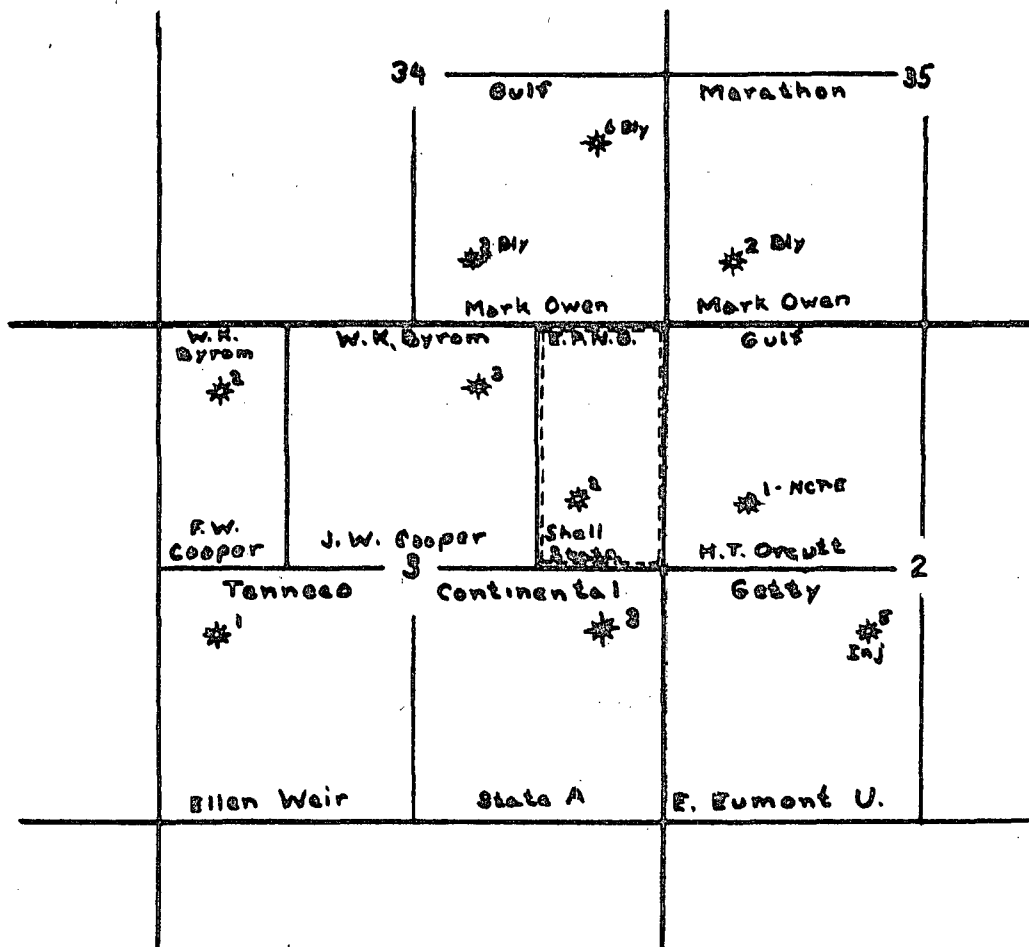 34
35
Gulf
Marathon
6 Bly
3 Bly
2 Bly
Mark Owen
Mark Owen
W.K.
Byrom
W.K. Byrom
Gulf
2
3
1-NCT-E
F.W.
Cooper
J.W. Cooper
Shell
State
H.T. Orcutt
3
2
Tenneco
Continental
Getty
1
3
5
Inj
Ellen Weir
State A
E. Eumont U.